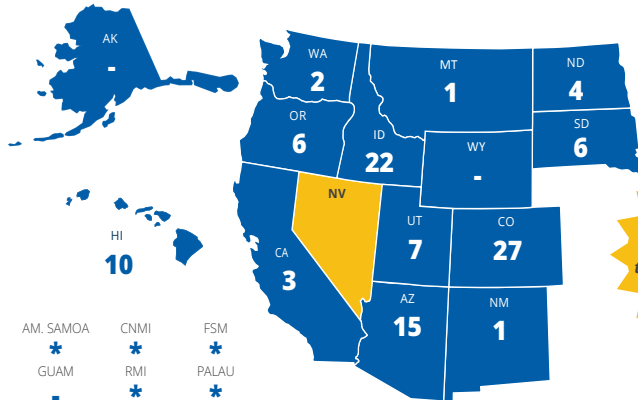 AK
-
WA
2
MT
1
ND
4
OR
6
ID
22
SD
6
WY
-
NV
HI
10
CA
3
UT
7
CO
27
AZ
15
NM
1
AM. SAMOA CNMI FSM
* * *
GUAM RMI PALAU
- * *